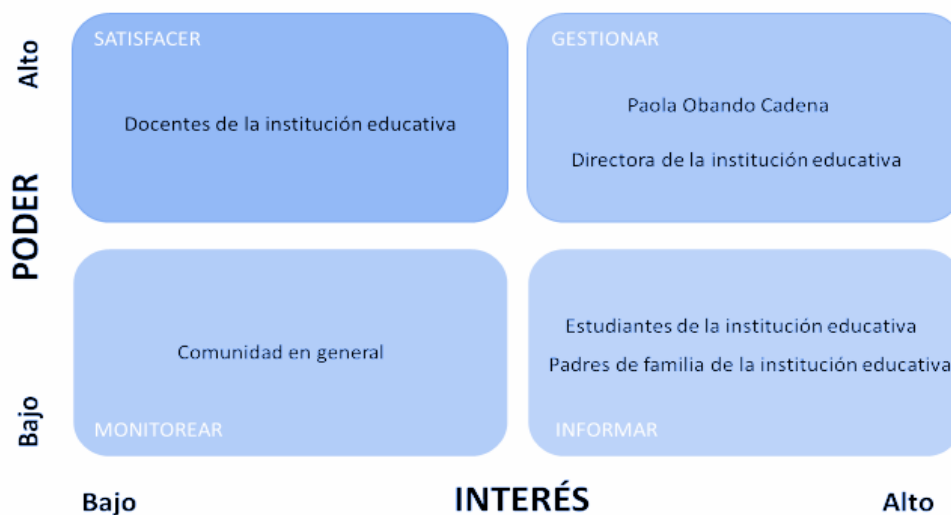 Alto
SATISFACER
GESTIONAR
Docentes de la institución educativa
Paola Obando Cadena
Directora de la institución educativa
PODER
Comunidad en general
Estudiantes de la institución educativa
Padres de familia de la institución educativa
Bajo
MONITOREAR
INFORMAR
Bajo
INTERÉS
Alto